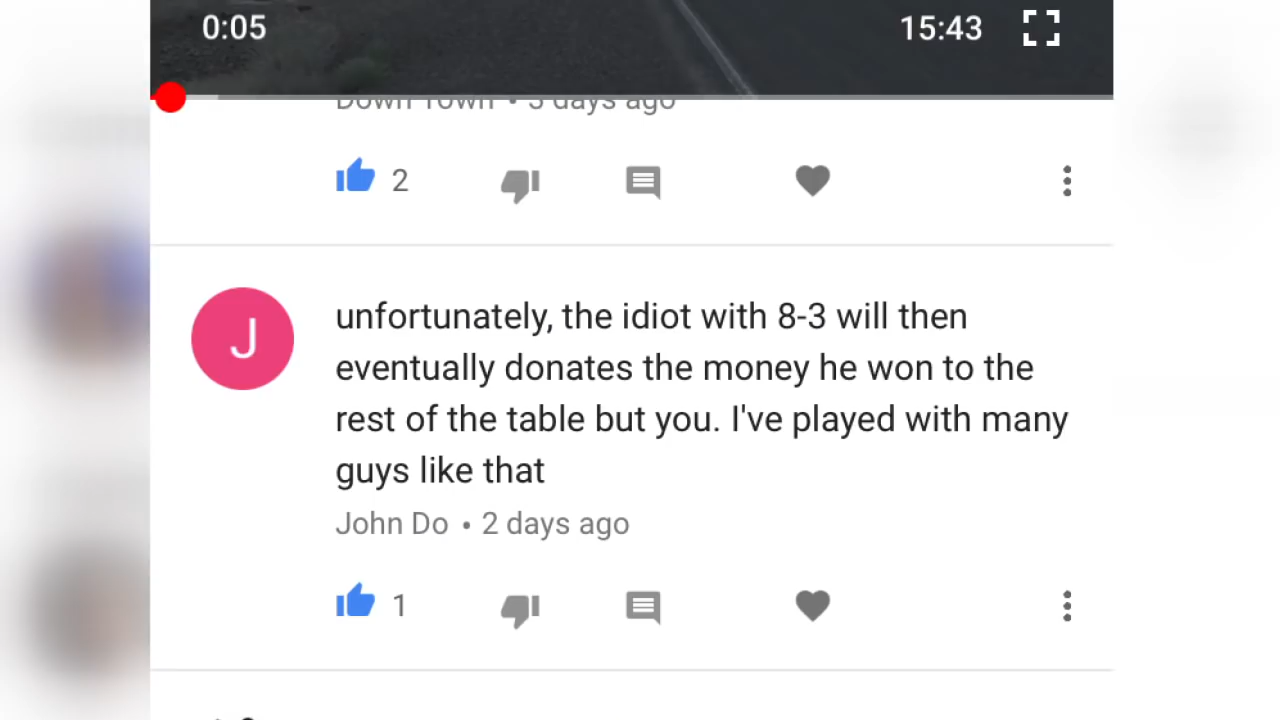 0:05
15:43
Down Town • 3 days ago
2
J
unfortunately, the idiot with 8-3 will then
eventually donates the money he won to the
rest of the table but you. I've played with many
guys like that
John Do • 2 days ago
1